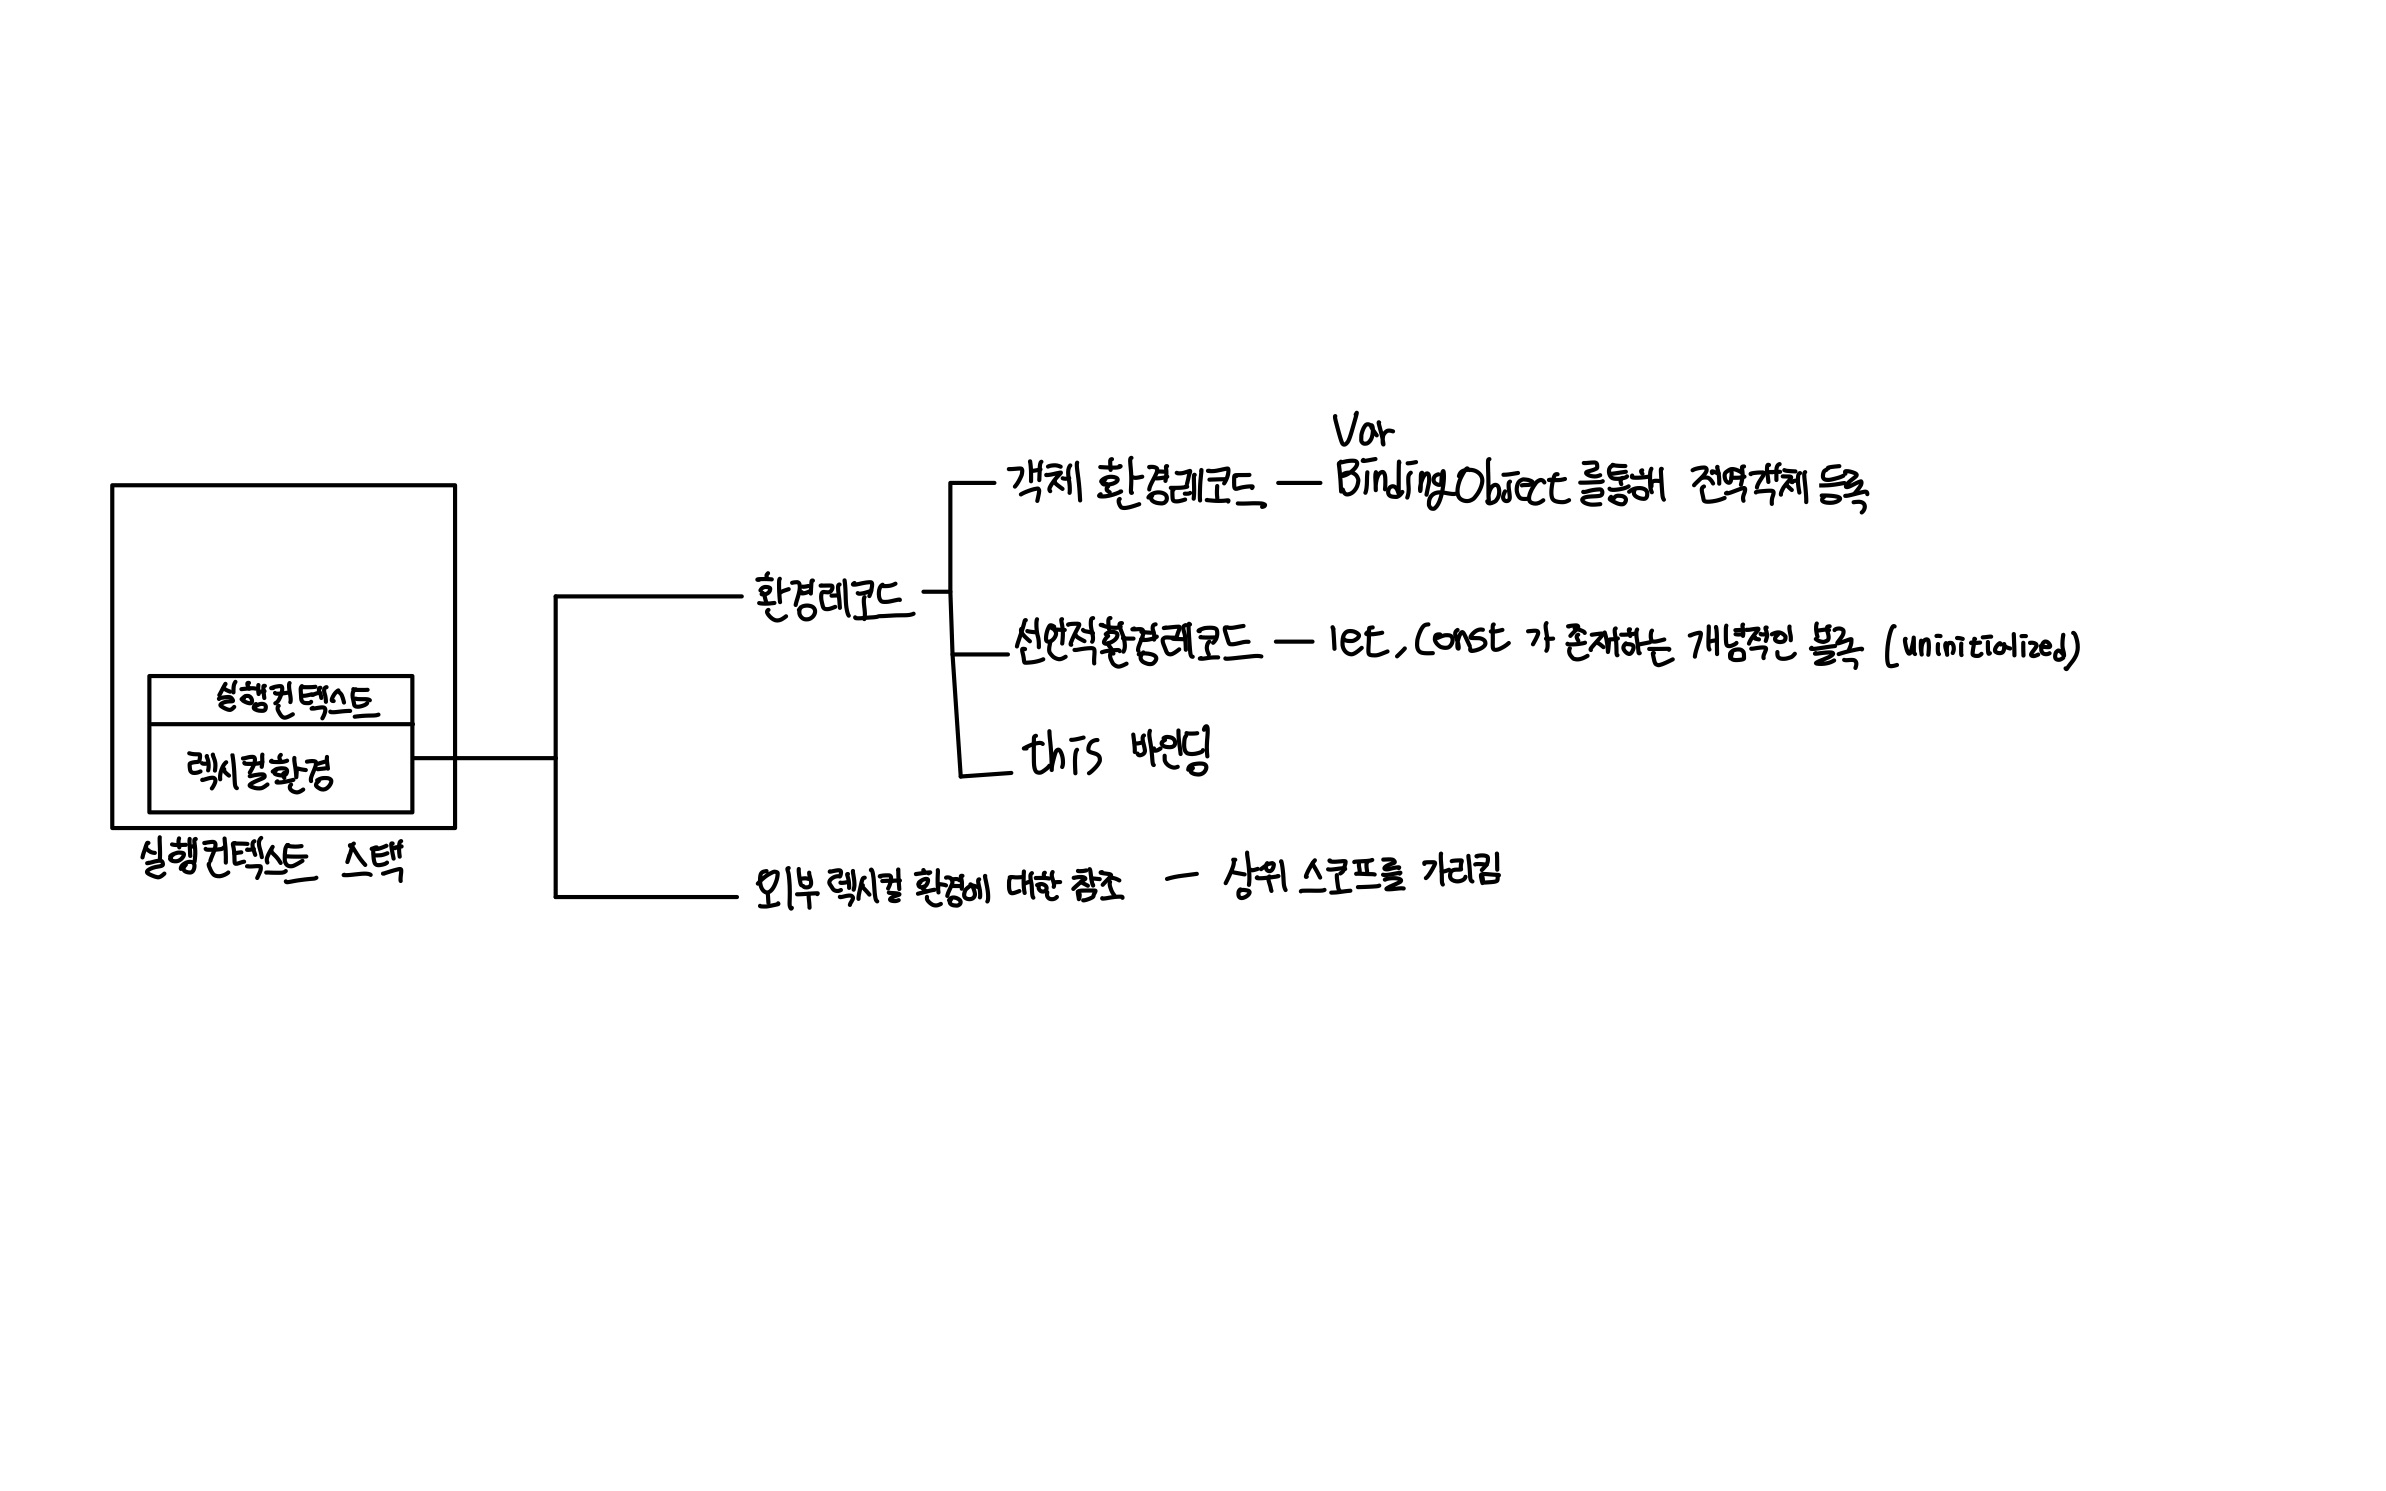 Var
객체 환경레코드 — BindingObject 를통해 전역객체 등록
환경레코드
선언적환경레코드 — let, Const 가 존재하는 개념적인 블록 (Uninitialized)
실행컨텍스트
this 바인딩
렉시컬환경
실행컨텍스트 스택
외부 렉시컬 환경에 대한 참조 — 상위 스코프를 가리킴